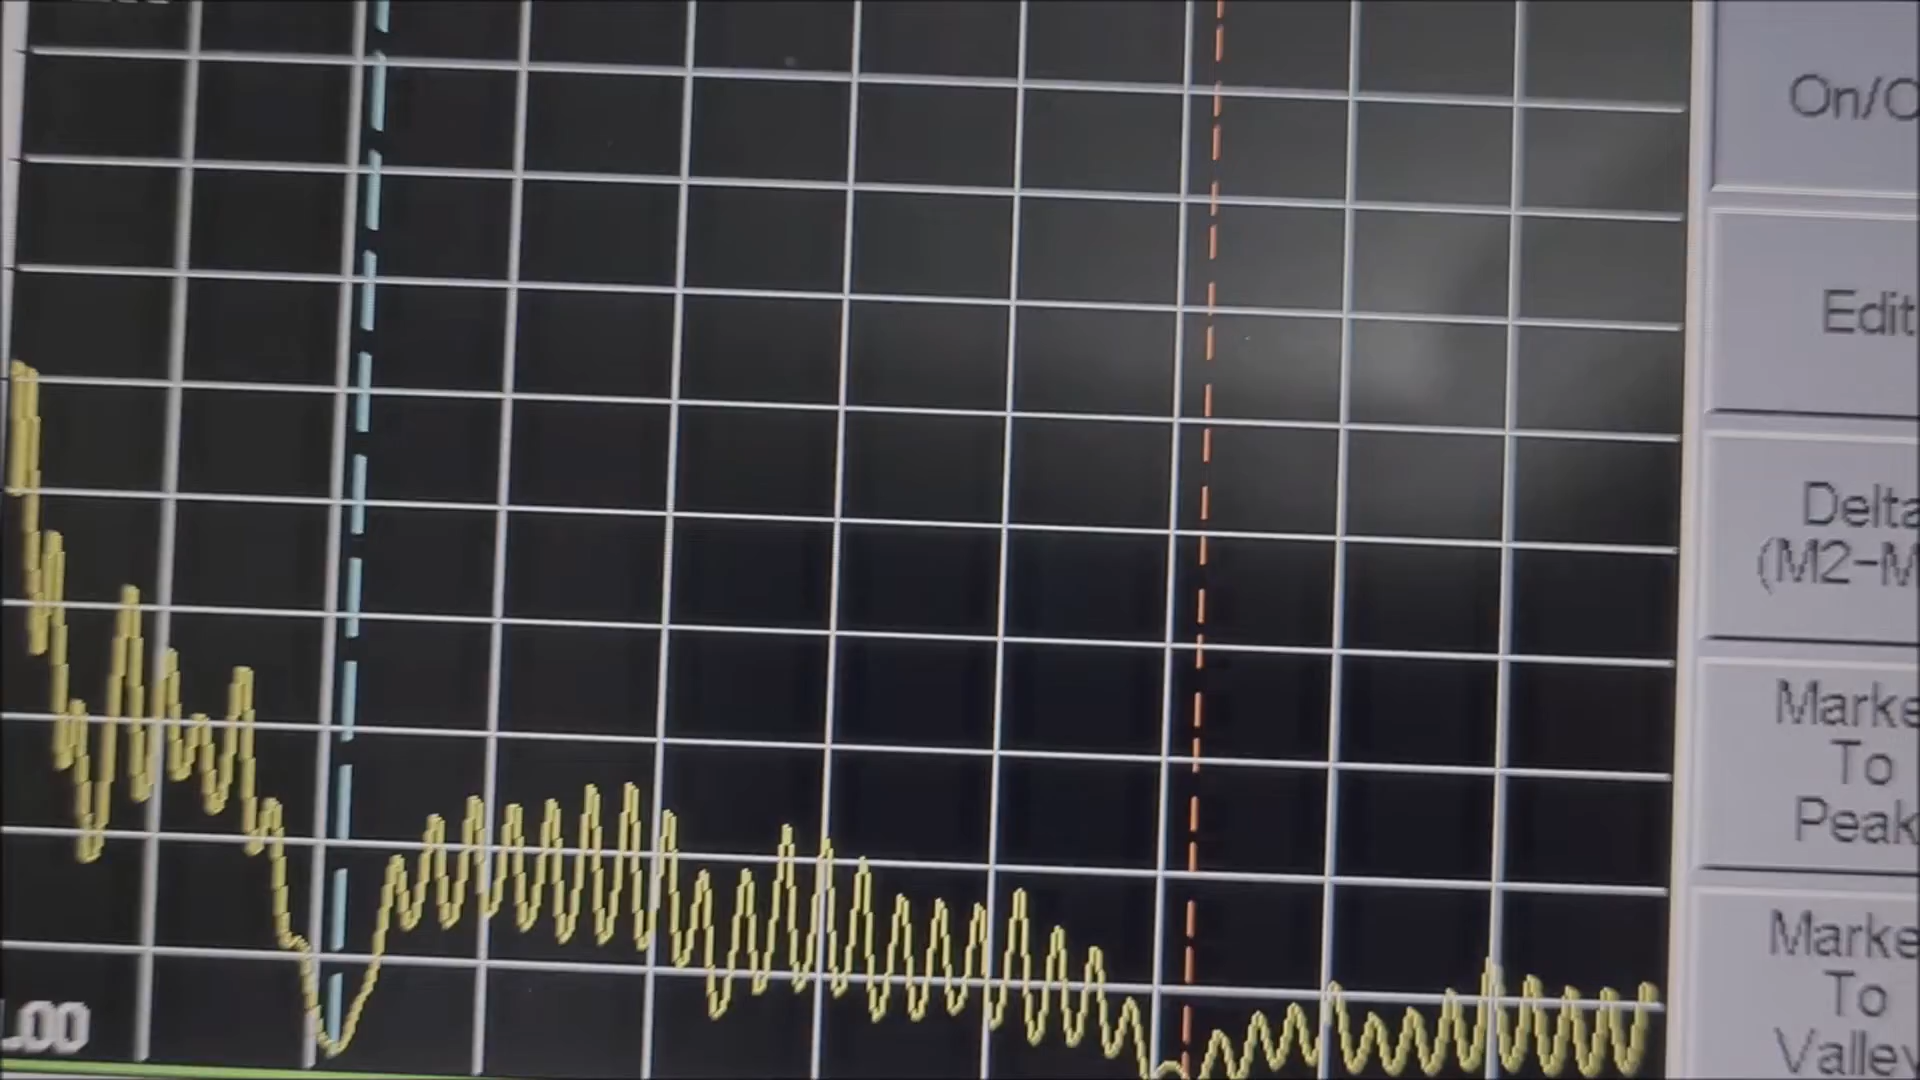 On/O
Edit
Delta
(M2-M
Marke
To
Peak
Marke
To
Valley
.00